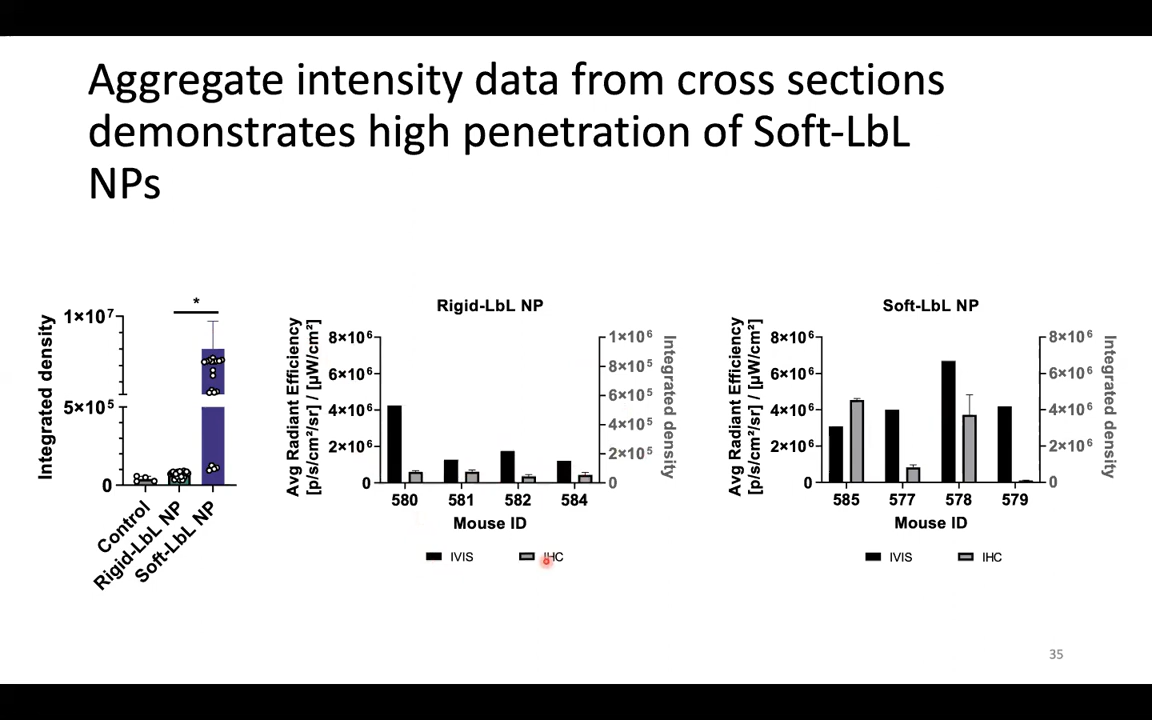 Aggregate intensity data from cross sections
demonstrates high penetration of Soft-LbL
NPs
Integrated density
1×10⁷
5×10⁵
0
*
Control
Rigid-LbL NP
Soft-LbL NP
Rigid-LbL NP
Avg Radiant Efficiency
[p/s/cm²/sr] / [µW/cm²]
8×10⁶
6×10⁶
4×10⁶
2×10⁶
0
1×10⁶
8×10⁵
6×10⁵
4×10⁵
2×10⁵
0
Integrated density
580 581 582 584
Mouse ID
IVIS IHC
Soft-LbL NP
Avg Radiant Efficiency
[p/s/cm²/sr] / [µW/cm²]
8×10⁶
6×10⁶
4×10⁶
2×10⁶
0
8×10⁶
6×10⁶
4×10⁶
2×10⁶
0
Integrated density
585 577 578 579
Mouse ID
IVIS IHC
35